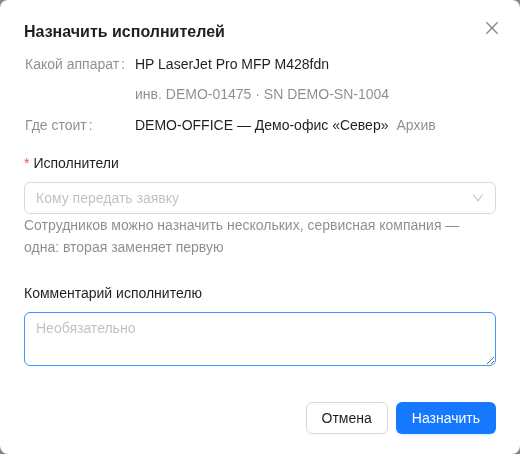 Назначить исполнителей
Какой аппарат: HP LaserJet Pro MFP M428fdn
инв. DEMO-01475 · SN DEMO-SN-1004
Где стоит: DEMO-OFFICE — Демо-офис «Север» Архив
* Исполнители
Кому передать заявку
Сотрудников можно назначить нескольких, сервисная компания —
одна: вторая заменяет первую
Комментарий исполнителю
Необязательно
Отмена Назначить